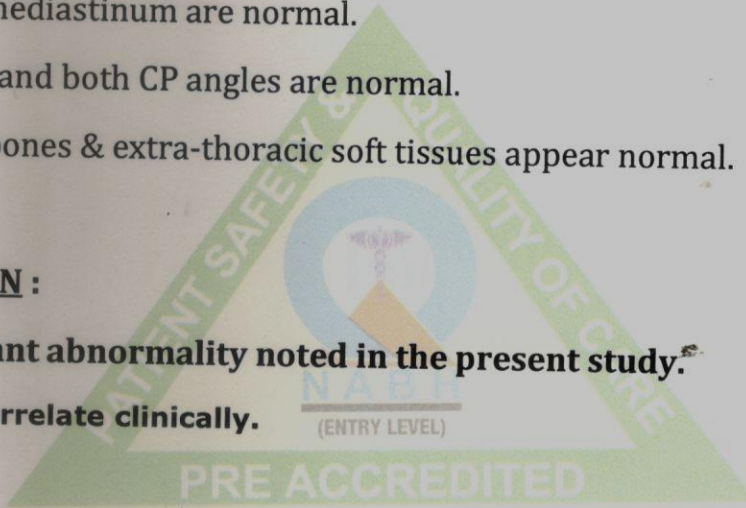 nediastinum are normal.
and both CP angles are normal.
ones & extra-thoracic soft tissues appear normal.
N :
ant abnormality noted in the present study.
rrelate clinically.
PATIENT SAFETY & QUALITY OF CARE
NABH
(ENTRY LEVEL)
PRE ACCREDITED